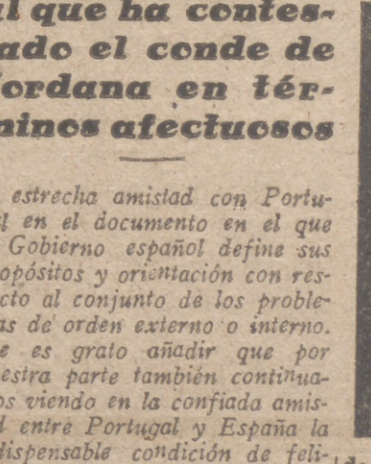 al que ha contes-
ado el conde de
ordana en tér-
minos afectuosos
estrecha amistad con Portu-
l en el documento en el que
Gobierno español define sus
opósitos y orientación con res-
cto al conjunto de los proble-
as de orden externo o interno.
e es grato añadir que por
estra parte también continua-
os viendo en la confiada amis-
d entre Portugal y España la
dispensable condición de feli-